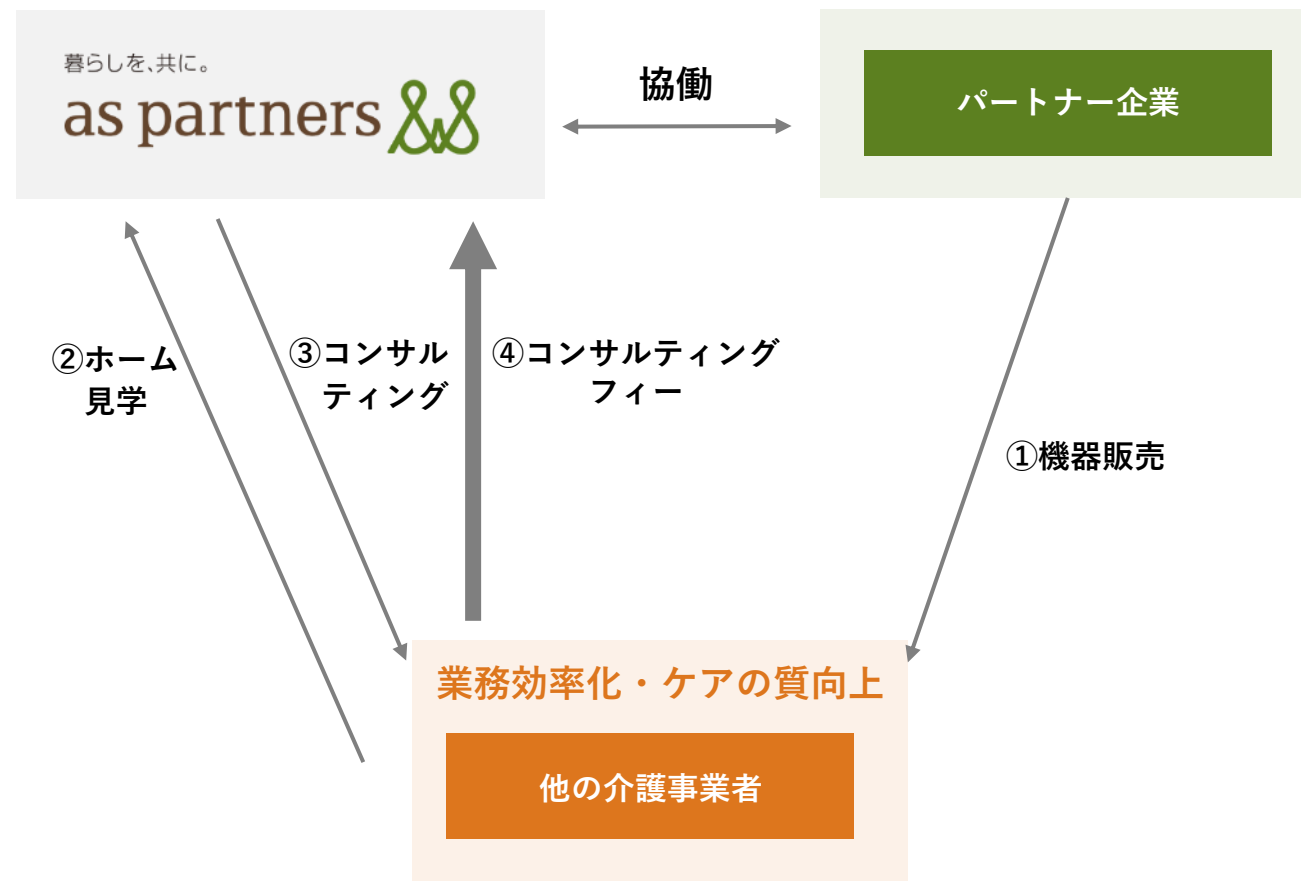 暮らしを、共に。
as partners
協働
パートナー企業
②ホーム
見学
③コンサル
ティング
④コンサルティング
フィー
①機器販売
業務効率化・ケアの質向上
他の介護事業者